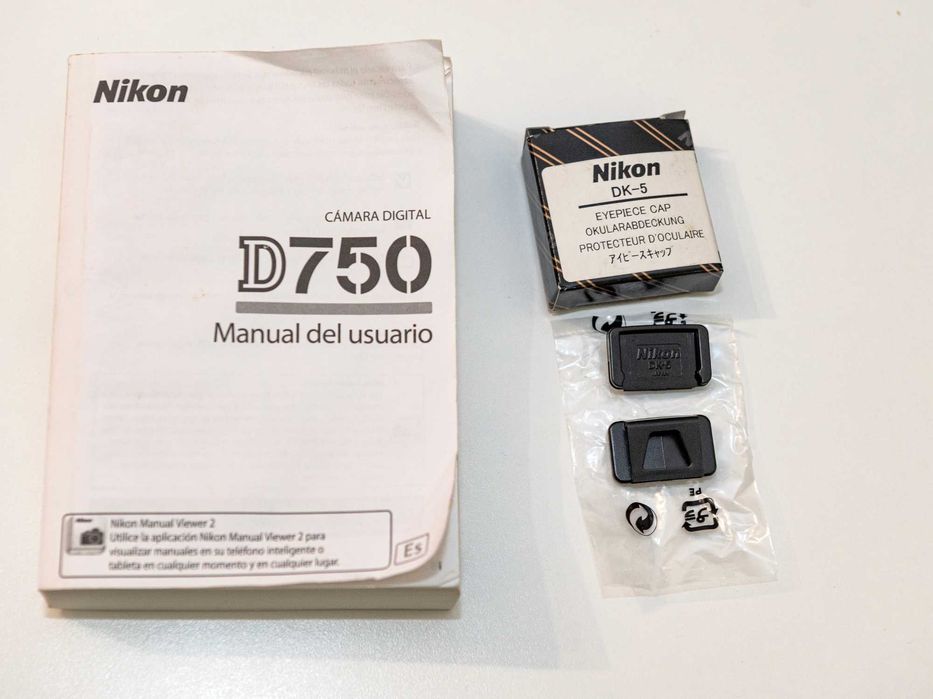 Nikon
CÁMARA DIGITAL
D750
Manual del usuario
Nikon Manual Viewer 2
Utilice la aplicación Nikon Manual Viewer 2 para
visualizar manuales en su teléfono inteligente o
tableta en cualquier momento y en cualquier lugar.
Es
Nikon
DK-5
EYEPIECE CAP
OKULARABDECKUNG
PROTECTEUR D'OCULAIRE
アイピースキャップ
Nikon
DK-5
PE
プラ